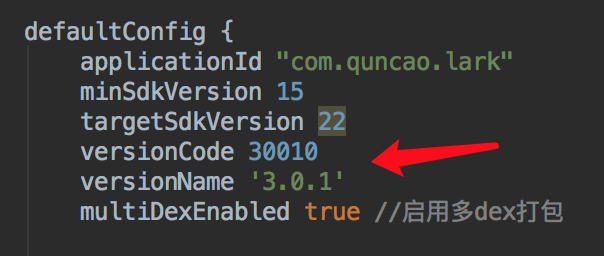 defaultConfig {
applicationId "com.quncao.lark"
minSdkVersion 15
targetSdkVersion 22
versionCode 30010
versionName '3.0.1'
multiDexEnabled true //启用多dex打包